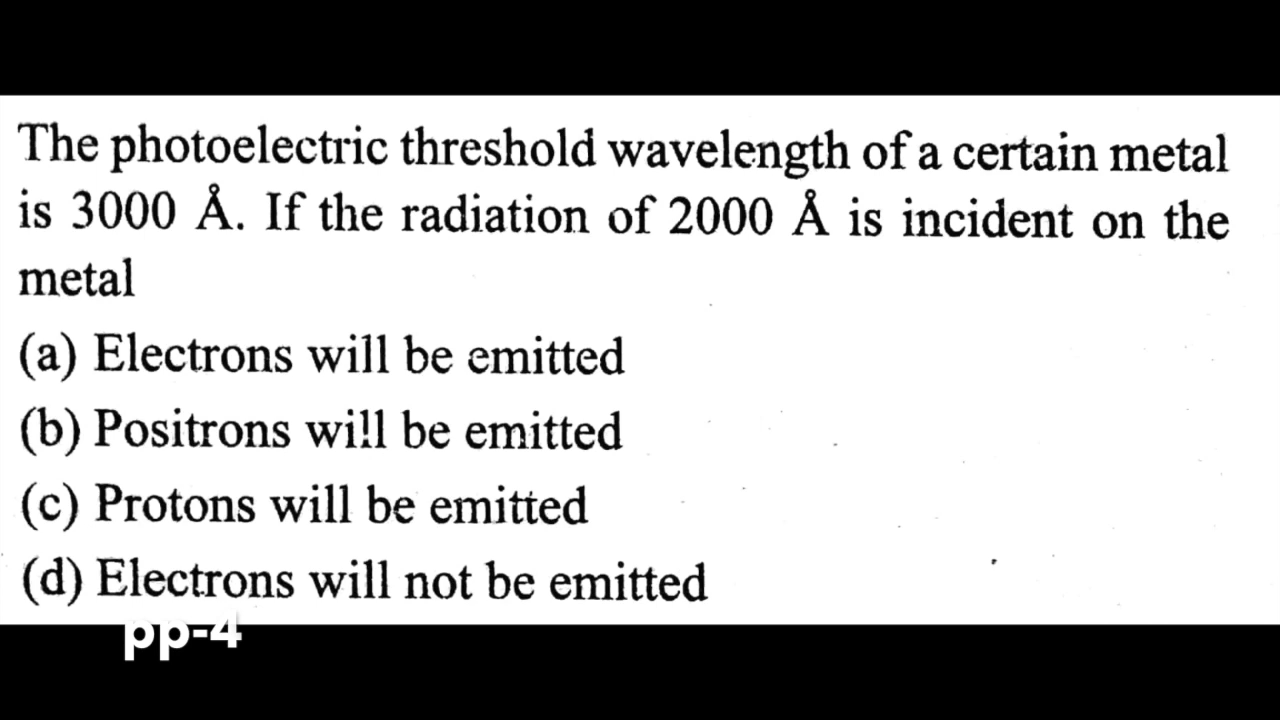 The photoelectric threshold wavelength of a certain metal
is 3000 Å. If the radiation of 2000 Å is incident on the
metal
(a) Electrons will be emitted
(b) Positrons will be emitted
(c) Protons will be emitted
(d) Electrons will not be emitted
pp-4